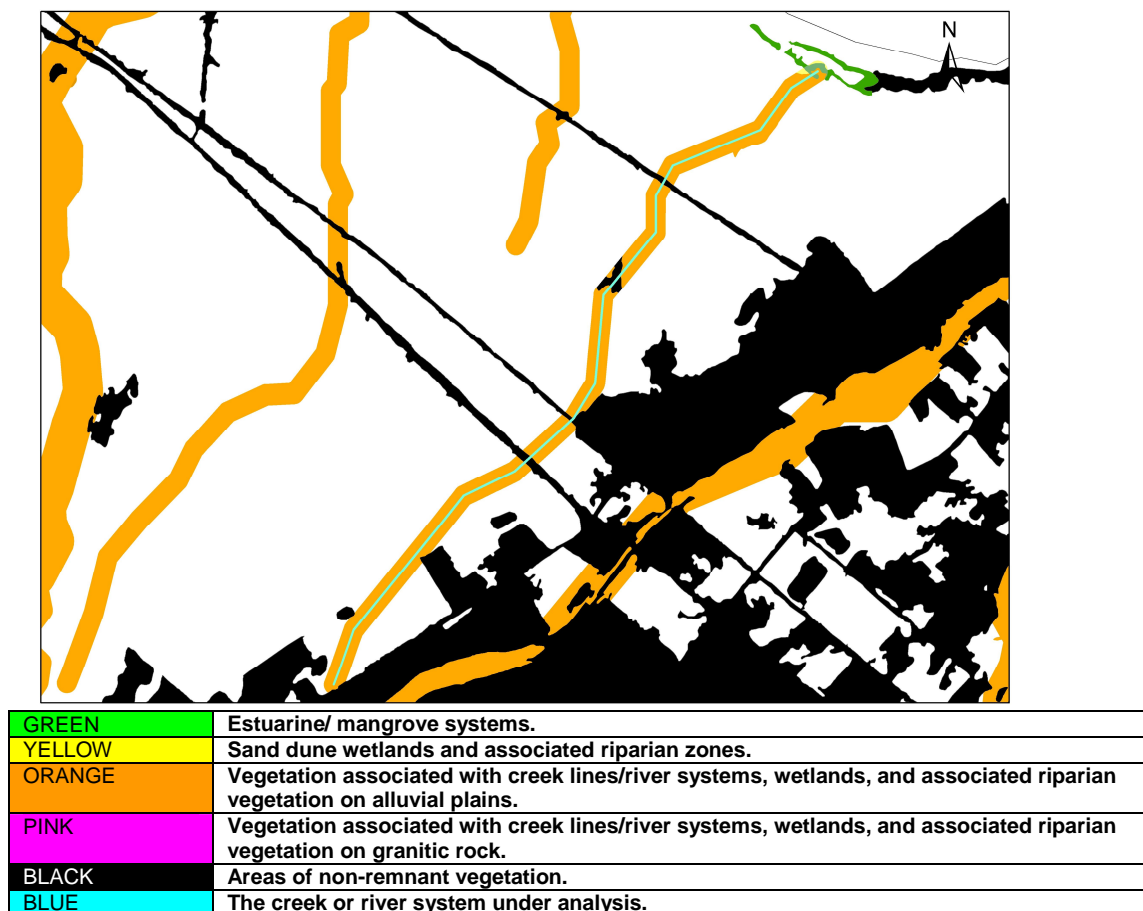 N
GREEN Estuarine/ mangrove systems.
YELLOW Sand dune wetlands and associated riparian zones.
ORANGE Vegetation associated with creek lines/river systems, wetlands, and associated riparian
vegetation on alluvial plains.
PINK Vegetation associated with creek lines/river systems, wetlands, and associated riparian
vegetation on granitic rock.
BLACK Areas of non-remnant vegetation.
BLUE The creek or river system under analysis.